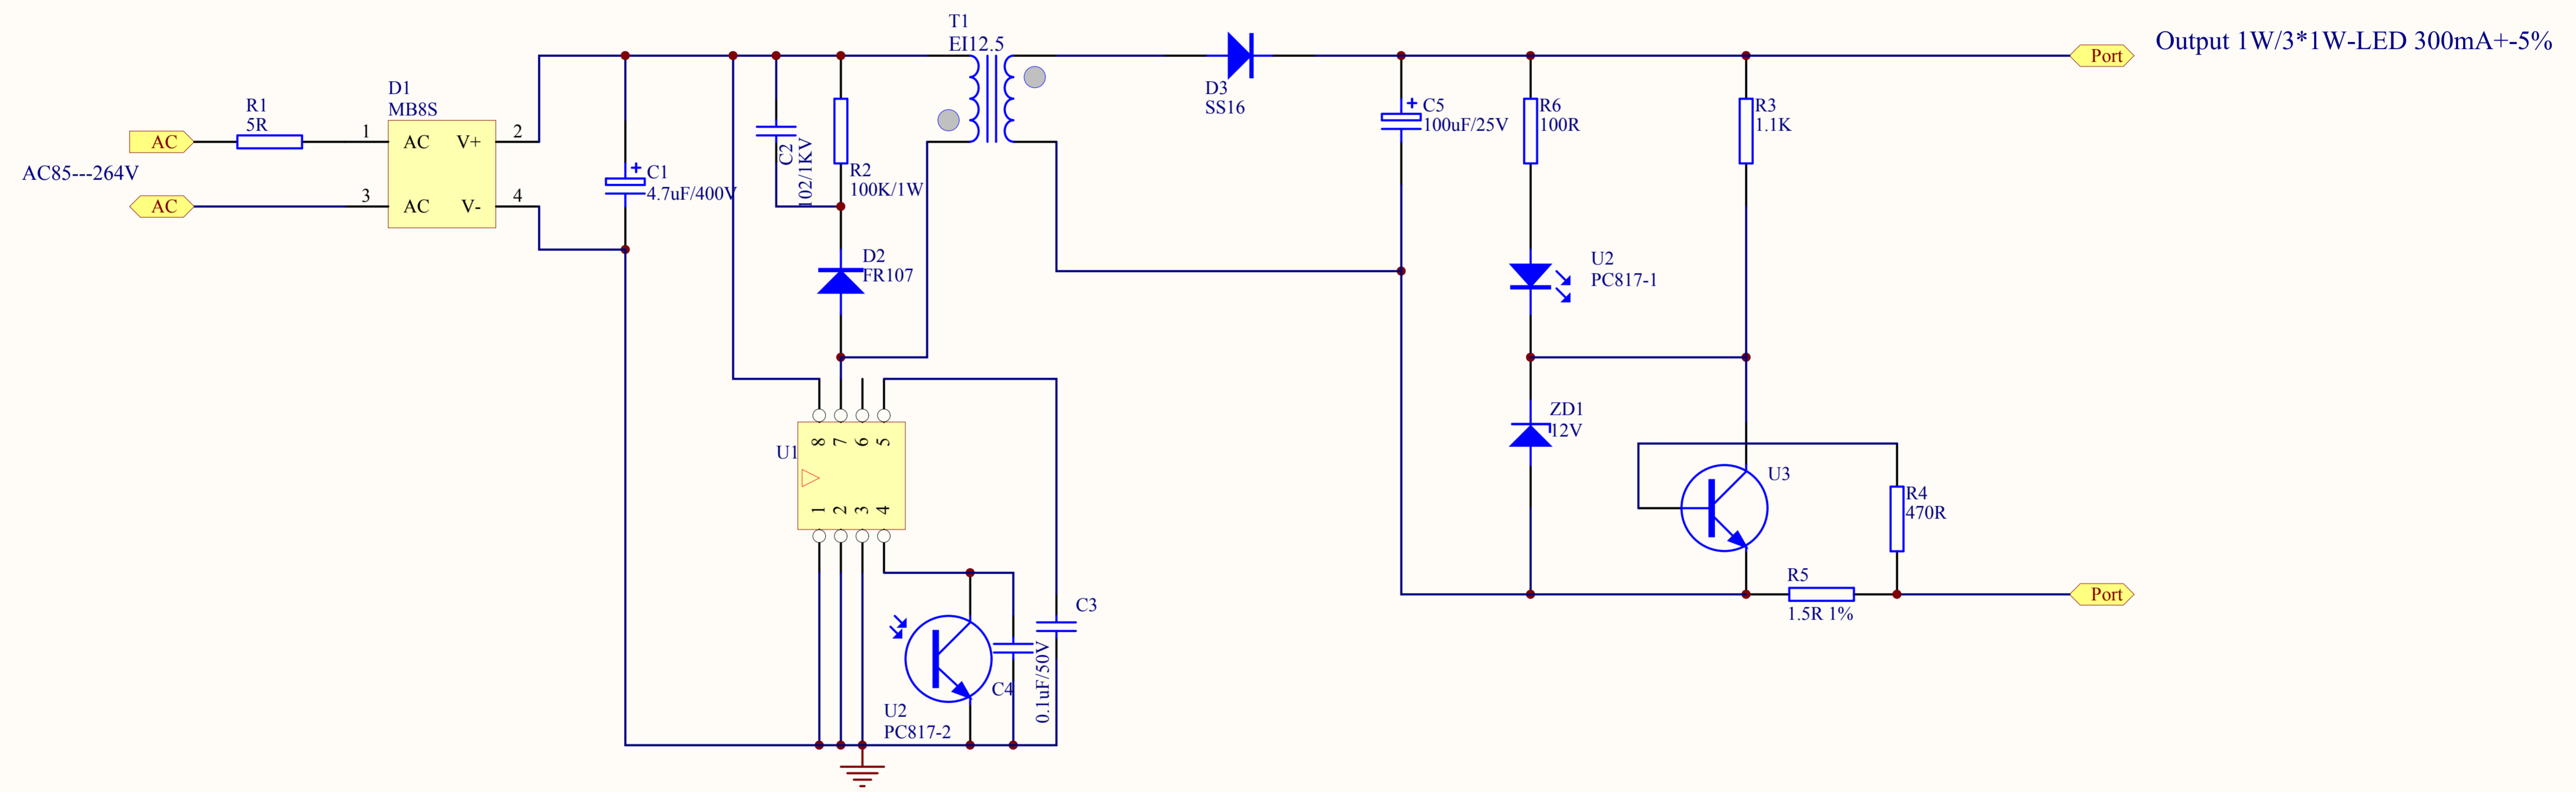 T1
EI12.5
Output 1W/3*1W-LED 300mA+-5%
Port
D1
MB8S
R1
5R
D3
SS16
C5
100uF/25V
R6
100R
R3
1.1K
AC
1
AC
V+
2
C2
102/1KV
AC85---264V
C1
4.7uF/400V
R2
100K/1W
AC
3
AC
V-
4
D2
FR107
U2
PC817-1
ZD1
12V
U1
8
7
6
5
1
2
3
4
U3
R4
470R
R5
1.5R 1%
Port
C3
0.1uF/50V
C4
U2
PC817-2